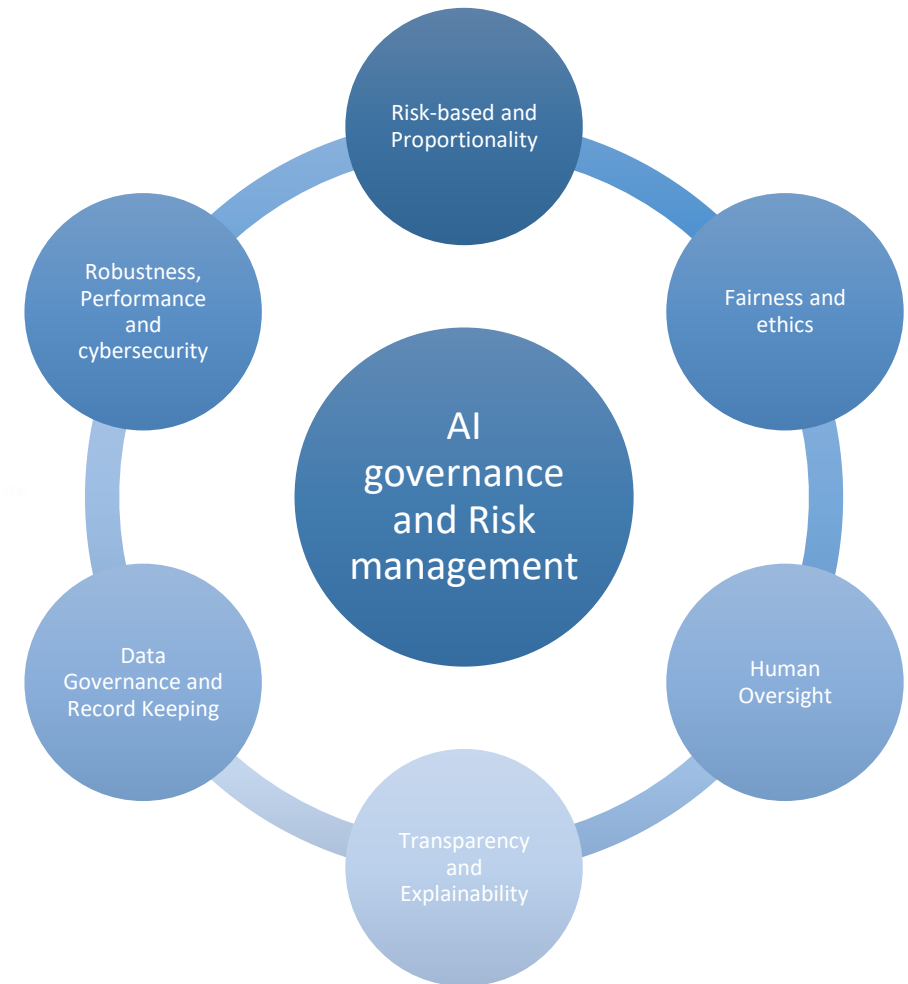 Risk-based and
Proportionality
Fairness and
ethics
Human
Oversight
Transparency
and
Explainability
Data
Governance and
Record Keeping
Robustness,
Performance
and
cybersecurity
AI
governance
and Risk
management